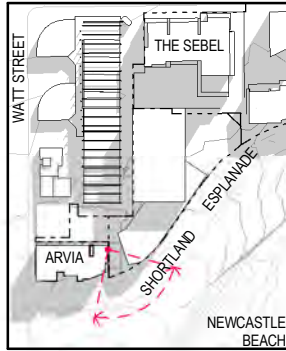 THE SEBEL
WATT STREET
ESPLANADE
SHORTLAND
ARVIA
NEWCASTLE
BEACH